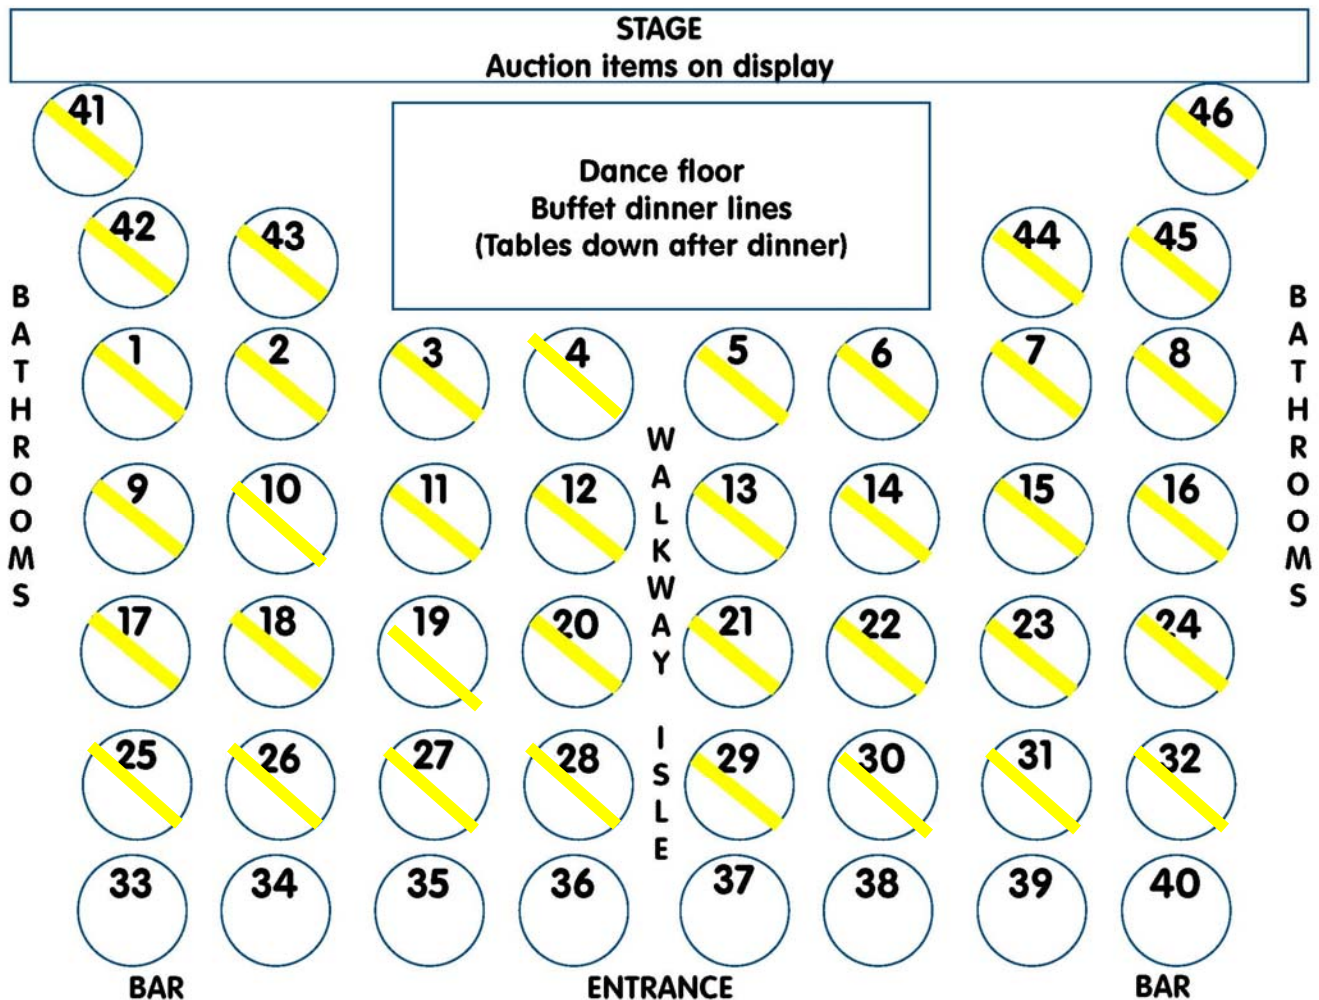 STAGE
Auction items on display
41
46
Dance floor
Buffet dinner lines
(Tables down after dinner)
42
43
44
45
BATHROOMS
BATHROOMS
1 2 3 4 5 6 7 8
WALKWAY
9 10 11 12 13 14 15 16
17 18 19 20 21 22 23 24
ISLE
25 26 27 28 29 30 31 32
33 34 35 36 37 38 39 40
BAR ENTRANCE BAR